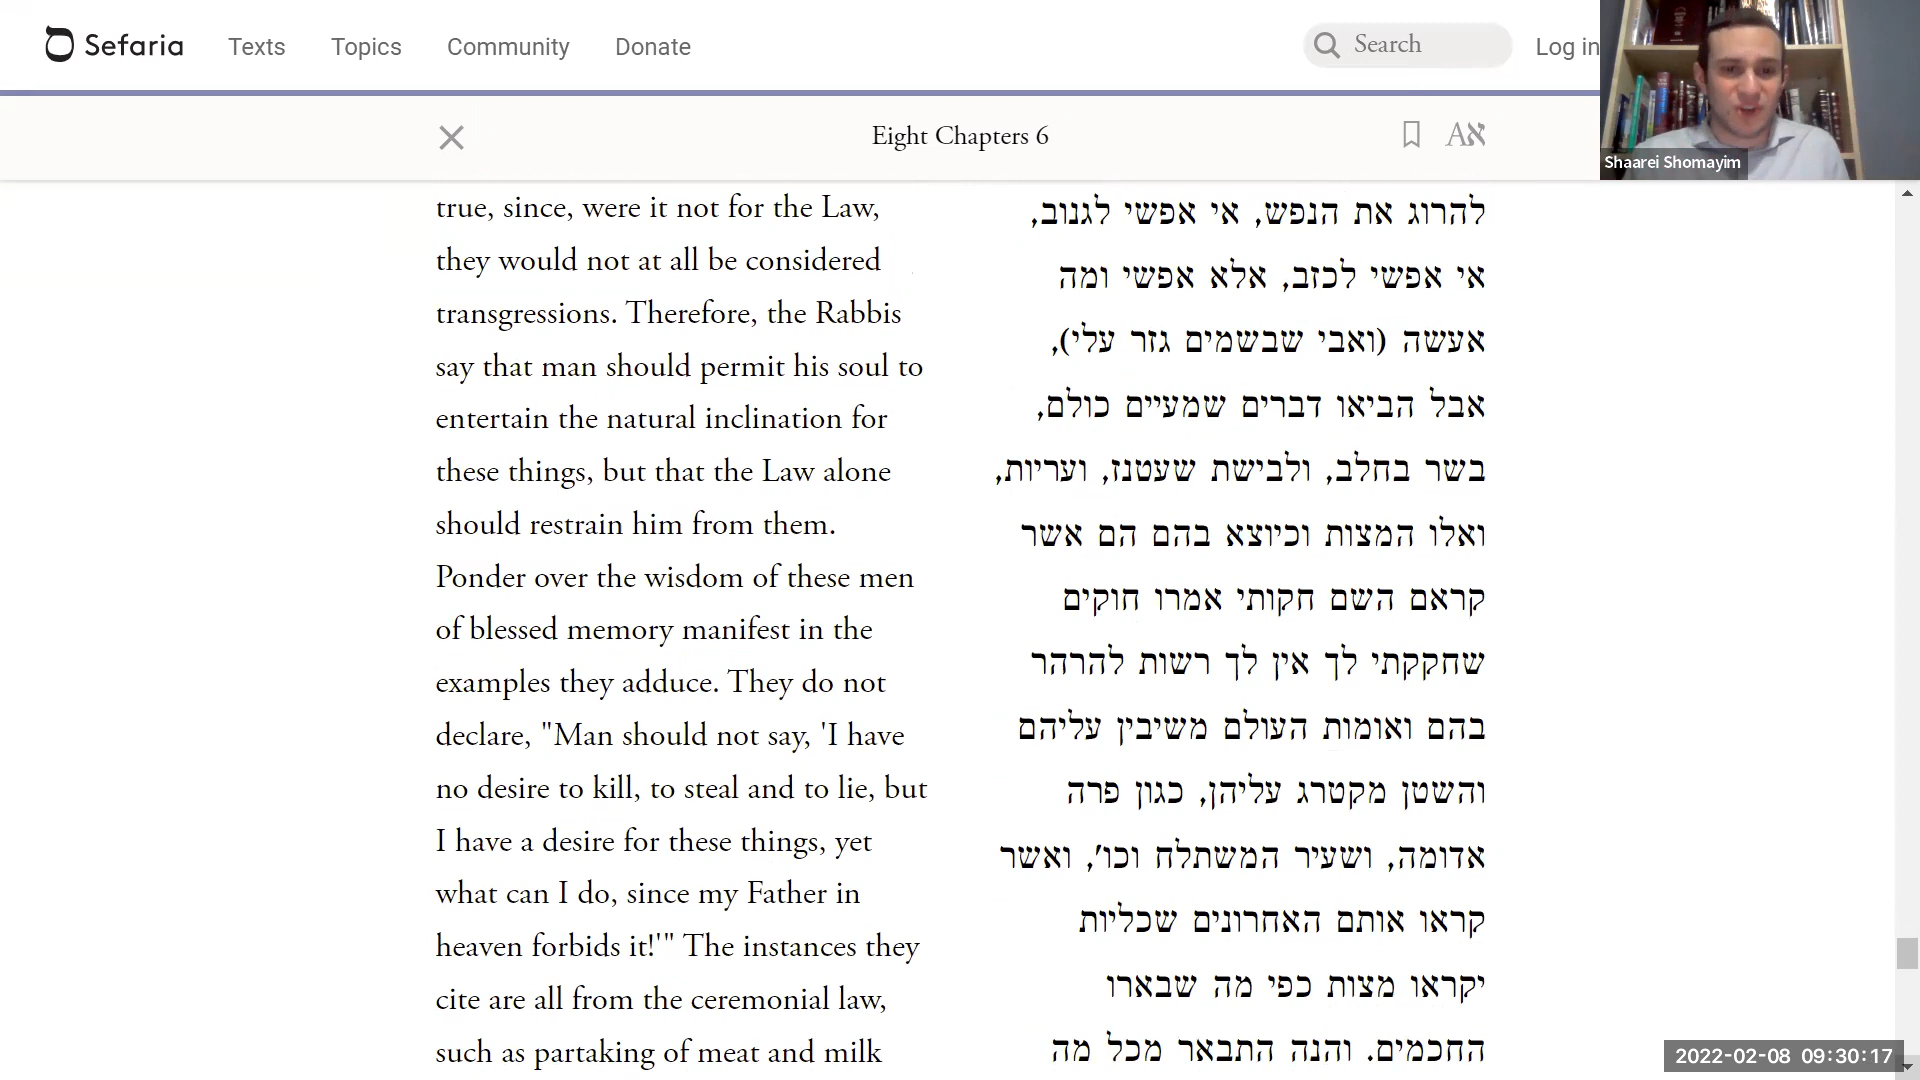 Sefaria
Texts
Topics
Community
Donate
Search
Log in
Shaarei Shomayim
Eight Chapters 6
Aא
true, since, were it not for the Law,
they would not at all be considered
transgressions. Therefore, the Rabbis
say that man should permit his soul to
entertain the natural inclination for
these things, but that the Law alone
should restrain him from them.
Ponder over the wisdom of these men
of blessed memory manifest in the
examples they adduce. They do not
declare, "Man should not say, 'I have
no desire to kill, to steal and to lie, but
I have a desire for these things, yet
what can I do, since my Father in
heaven forbids it!'" The instances they
cite are all from the ceremonial law,
such as partaking of meat and milk
להרוג את הנפש, אי אפשי לגנוב,
אי אפשי לכזב, אלא אפשי ומה
אעשה (ואבי שבשמים גזר עלי),
אבל הביאו דברים שמעיים כולם,
בשר בחלב, ולבישת שעטנז, ועריות,
ואלו המצות וכיוצא בהם הם אשר
קראם השם חקותי אמרו חוקים
שחקקתי לך אין לך רשות להרהר
בהם ואומות העולם משיבין עליהם
והשטן מקטרג עליהן, כגון פרה
אדומה, ושעיר המשתלח וכו', ואשר
קראו אותם האחרונים שכליות
יקראו מצות כפי מה שבארו
החכמים. והנה התבאר מכל מה
2022-02-08 09:30:17